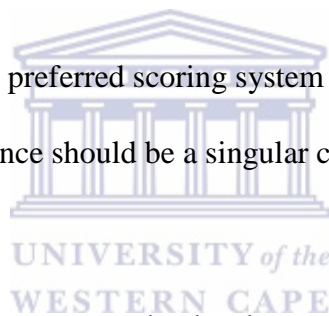 preferred scoring system
nce should be a singular c
UNIVERSITY of the
WESTERN CAPE